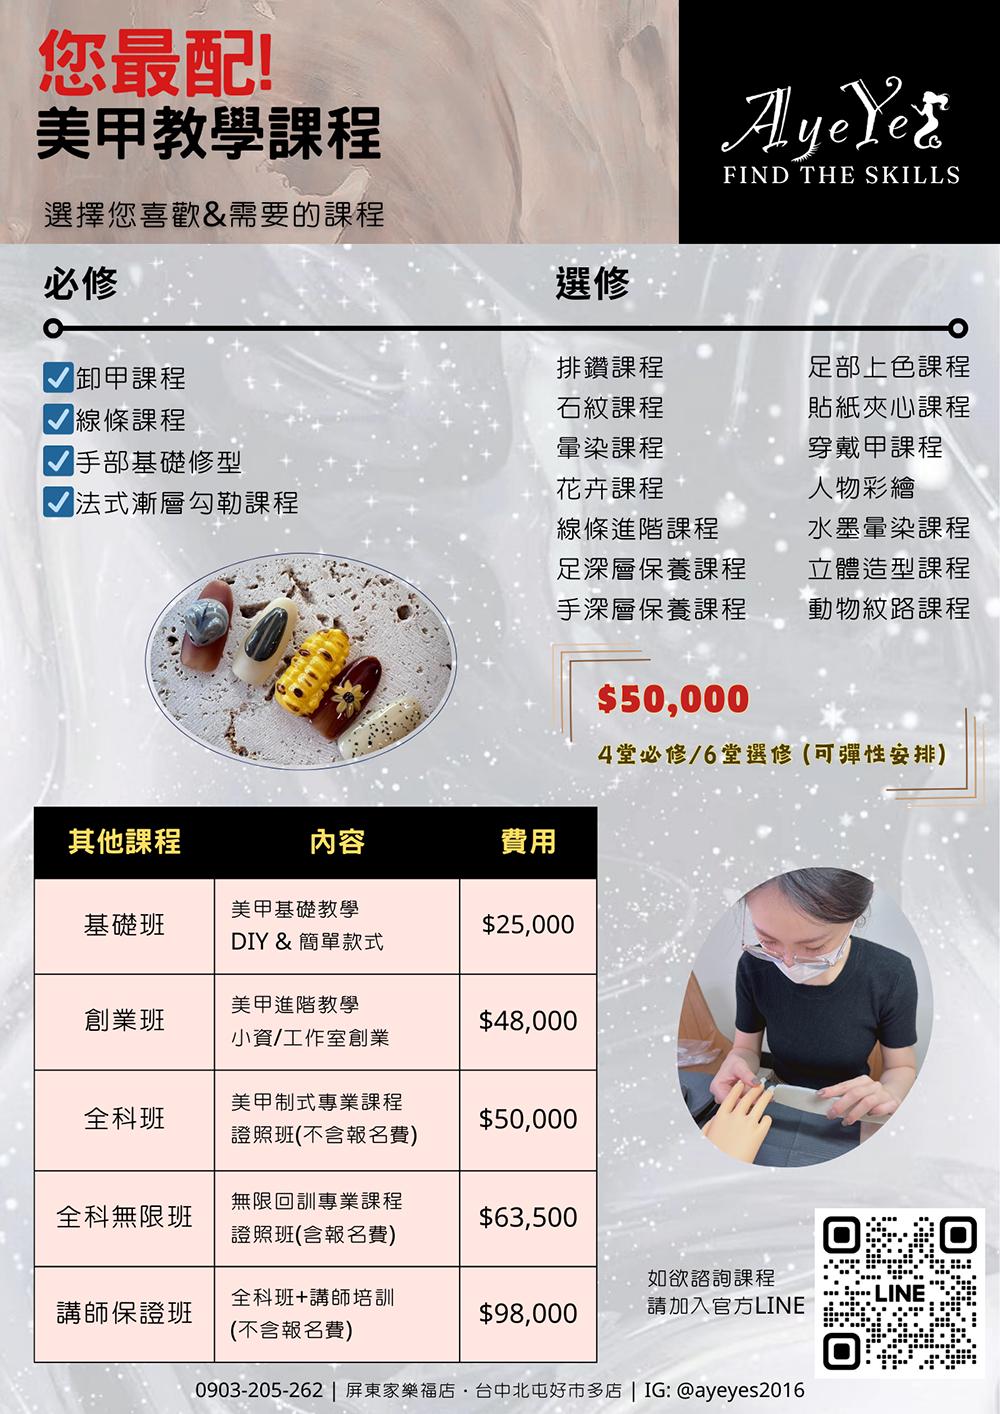 您最配!
美甲教學課程
選擇您喜歡&需要的課程
AyeYes
FIND THE SKILLS
必修
卸甲課程
線條課程
手部基礎修型
法式漸層勾勒課程
選修
排鑽課程
石紋課程
暈染課程
花卉課程
線條進階課程
足深層保養課程
手深層保養課程
足部上色課程
貼紙夾心課程
穿戴甲課程
人物彩繪
水墨暈染課程
立體造型課程
動物紋路課程
$50,000
4堂必修/6堂選修 (可彈性安排)
其他課程 內容 費用
基礎班 美甲基礎教學 $25,000
DIY & 簡單款式
創業班 美甲進階教學 $48,000
小資/工作室創業
全科班 美甲制式專業課程 $50,000
證照班(不含報名費)
全科無限班 無限回訓專業課程 $63,500
證照班(含報名費)
講師保證班 全科班+講師培訓 $98,000
(不含報名費)
如欲諮詢課程
請加入官方LINE
LINE
0903-205-262 | 屏東家樂福店・台中北屯好市多店 | IG: @ayeyes2016